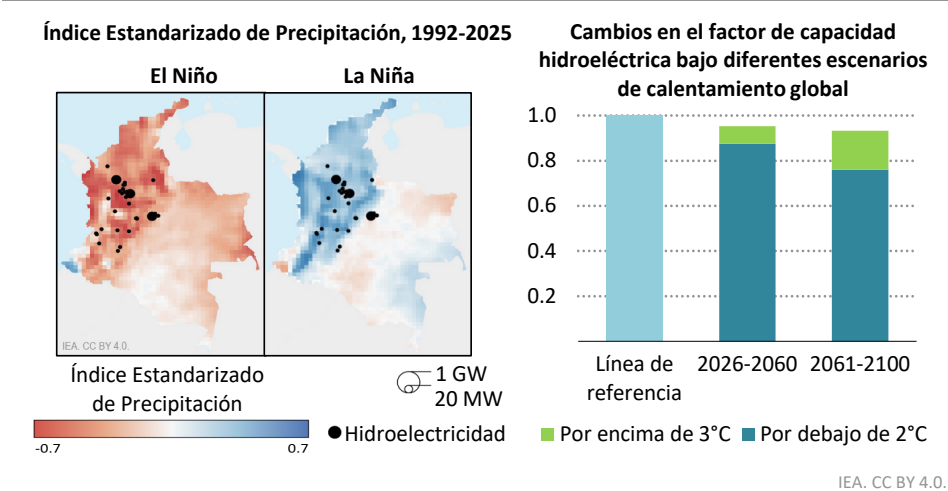 Índice Estandarizado de Precipitación, 1992-2025
El Niño
La Niña
IEA. CC BY 4.0.
Índice Estandarizado
de Precipitación
-0.7
0.7
1 GW
20 MW
Hidroelectricidad
Cambios en el factor de capacidad
hidroeléctrica bajo diferentes escenarios
de calentamiento global
1.0
0.8
0.6
0.4
0.2
Línea de
referencia
2026-2060
2061-2100
Por encima de 3°C
Por debajo de 2°C
IEA. CC BY 4.0.